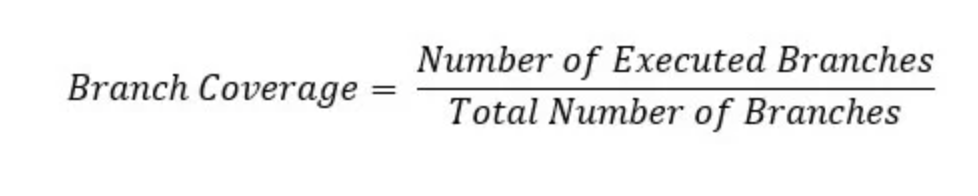 Number of Executed Branches
Branch Coverage =
Total Number of Branches